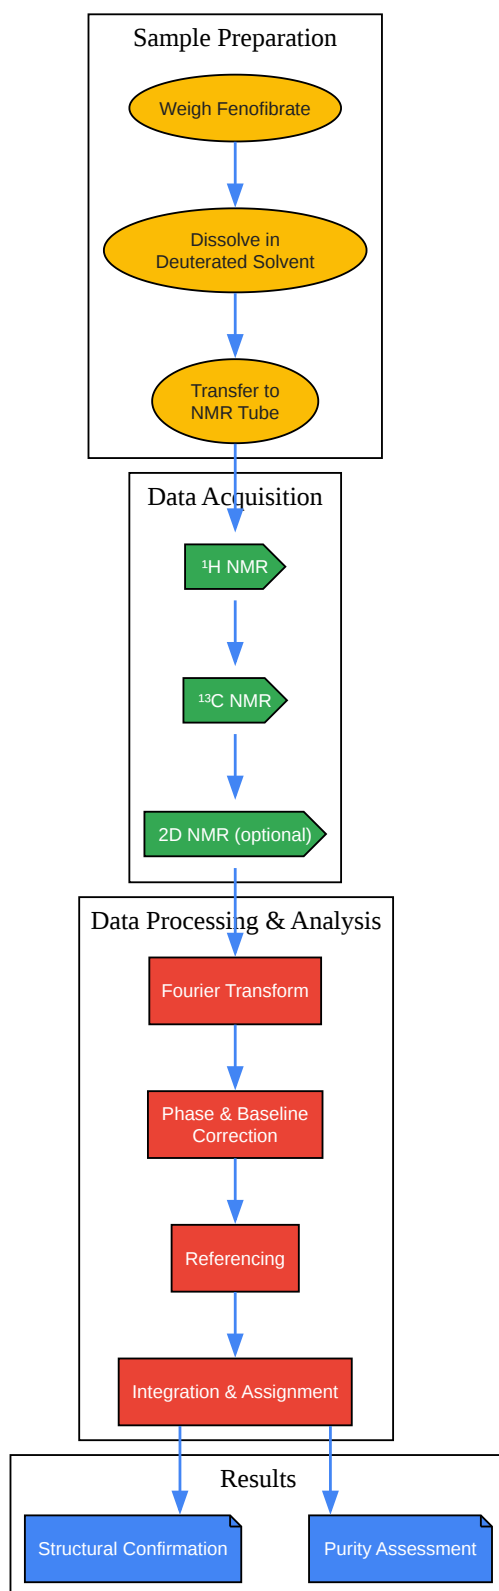 Sample Preparation
Weigh Fenofibrate
Dissolve in
Deuterated Solvent
Transfer to
NMR Tube
Data Acquisition
¹H NMR
¹³C NMR
2D NMR (optional)
Data Processing & Analysis
Fourier Transform
Phase & Baseline
Correction
Referencing
Integration & Assignment
Results
Structural Confirmation
Purity Assessment